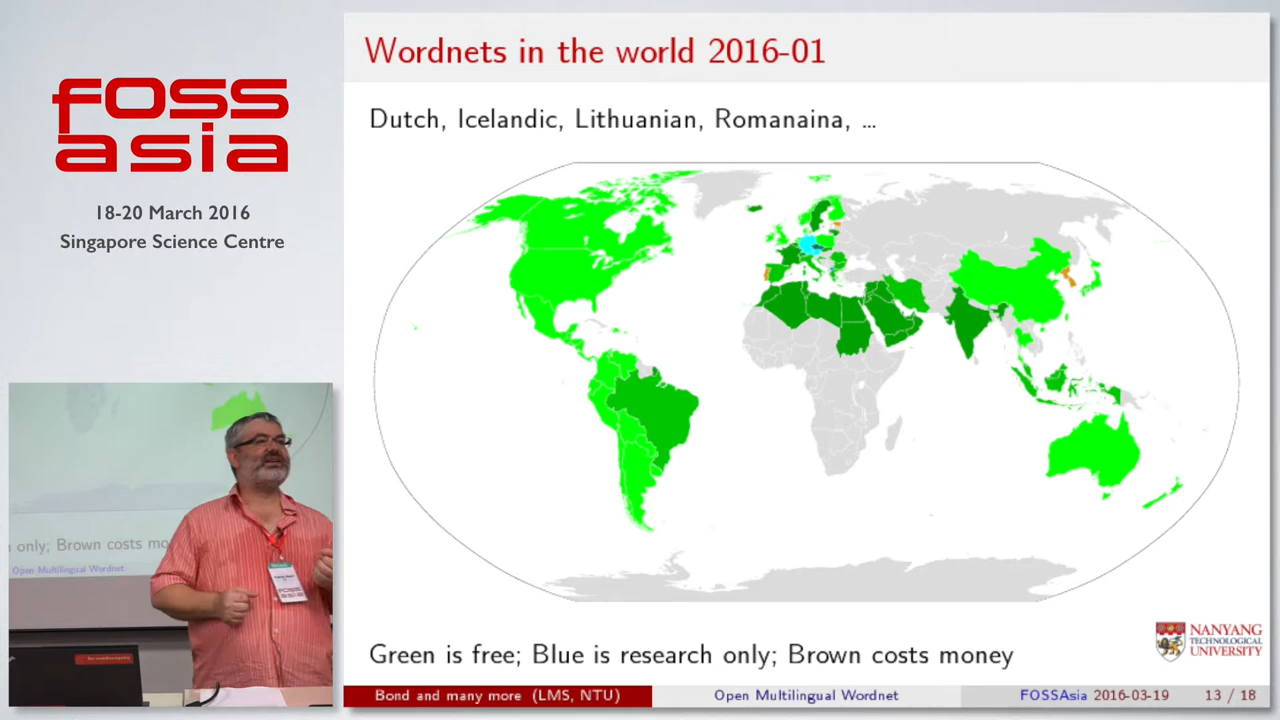 foss
asia
18-20 March 2016
Singapore Science Centre
Wordnets in the world 2016-01
Dutch, Icelandic, Lithuanian, Romanaina, ...
Green is free; Blue is research only; Brown costs money
NANYANG
TECHNOLOGICAL
UNIVERSITY
Bond and many more (LMS, NTU) Open Multilingual Wordnet FOSSAsia 2016-03-19 13 / 18
only; Brown costs mo
Open Multilingual Wordnet